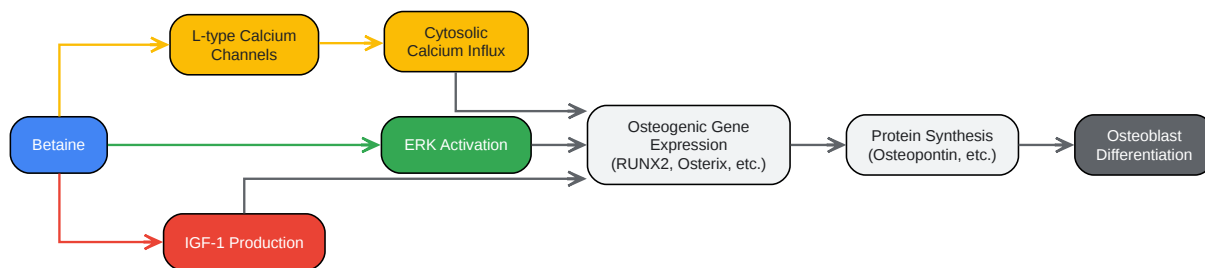 L-type Calcium
Channels
Cytosolic
Calcium Influx
Betaine
ERK Activation
Osteogenic Gene
Expression
(RUNX2, Osterix, etc.)
Protein Synthesis
(Osteopontin, etc.)
Osteoblast
Differentiation
IGF-1 Production